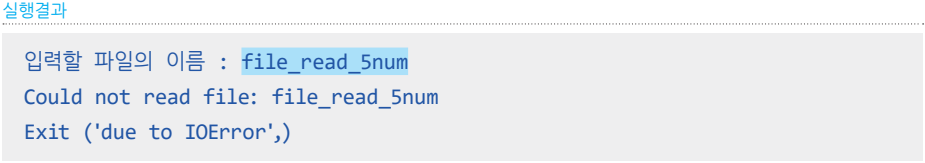 실행결과
입력할 파일의 이름 : file_read_5num
Could not read file: file_read_5num
Exit ('due to IOError',)